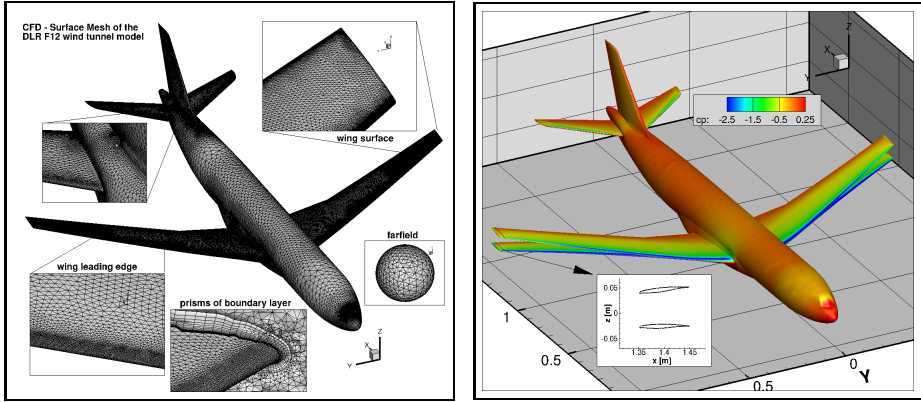 CFD - Surface Mesh of the
DLR F12 wind tunnel model
wing surface
farfield
wing leading edge
prisms of boundary layer
X
Y
Z
Z
X
Y
cp: -2.5 -1.5 -0.5 0.25
0.05
0
-0.05
z [m]
1.35 1.4 1.45
x [m]
1
0.5
0.5
0
Y